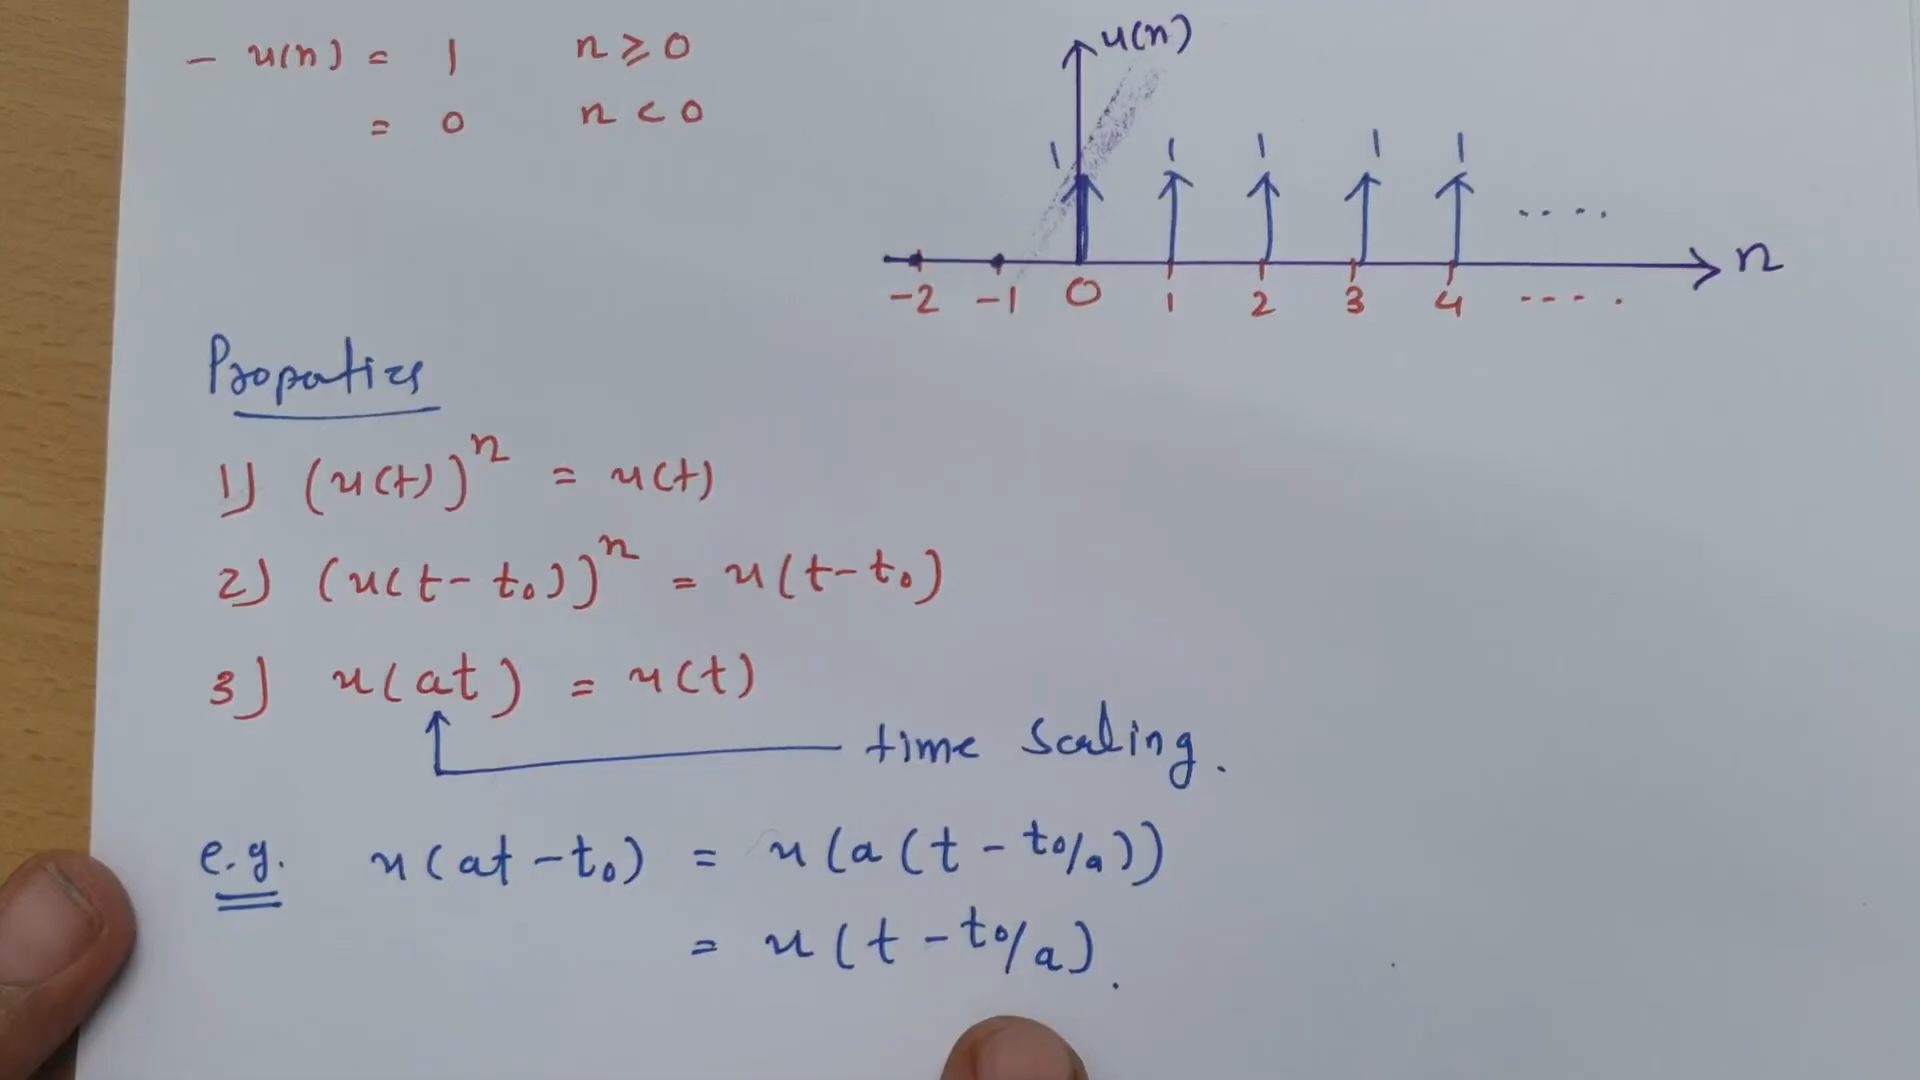 - u(n) = 1 n ≥ 0
= 0 n < 0
u(n)
1 1 1 1 1 ....
n
-2 -1 0 1 2 3 4 ....
Properties
1) (u(t))^n = u(t)
2) (u(t - t₀))^n = u(t - t₀)
3) u(at) = u(t)
time scaling.
e.g. u(at - t₀) = u(a(t - t₀/a))
= u(t - t₀/a).